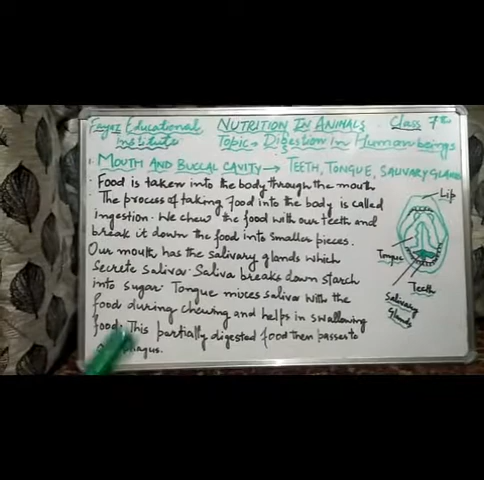 Fayez Educational Institute
NUTRITION IN ANIMALS
Class 7th
Topic → Digestion in Human beings
1. MOUTH AND BUCCAL CAVITY → TEETH, TONGUE, SALIVARY GLANDS
Food is taken into the body through the mouth
The process of taking food into the body is called
ingestion. We chew the food with our teeth and
break it down the food into smaller pieces.
Our mouth has the salivary glands which
secrete saliva. Saliva breaks down starch
into sugar. Tongue mixes saliva with the
food during chewing and helps in swallowing
food. This partially digested food then passes to
Lip
Tongue
Teeth
Salivary
Glands